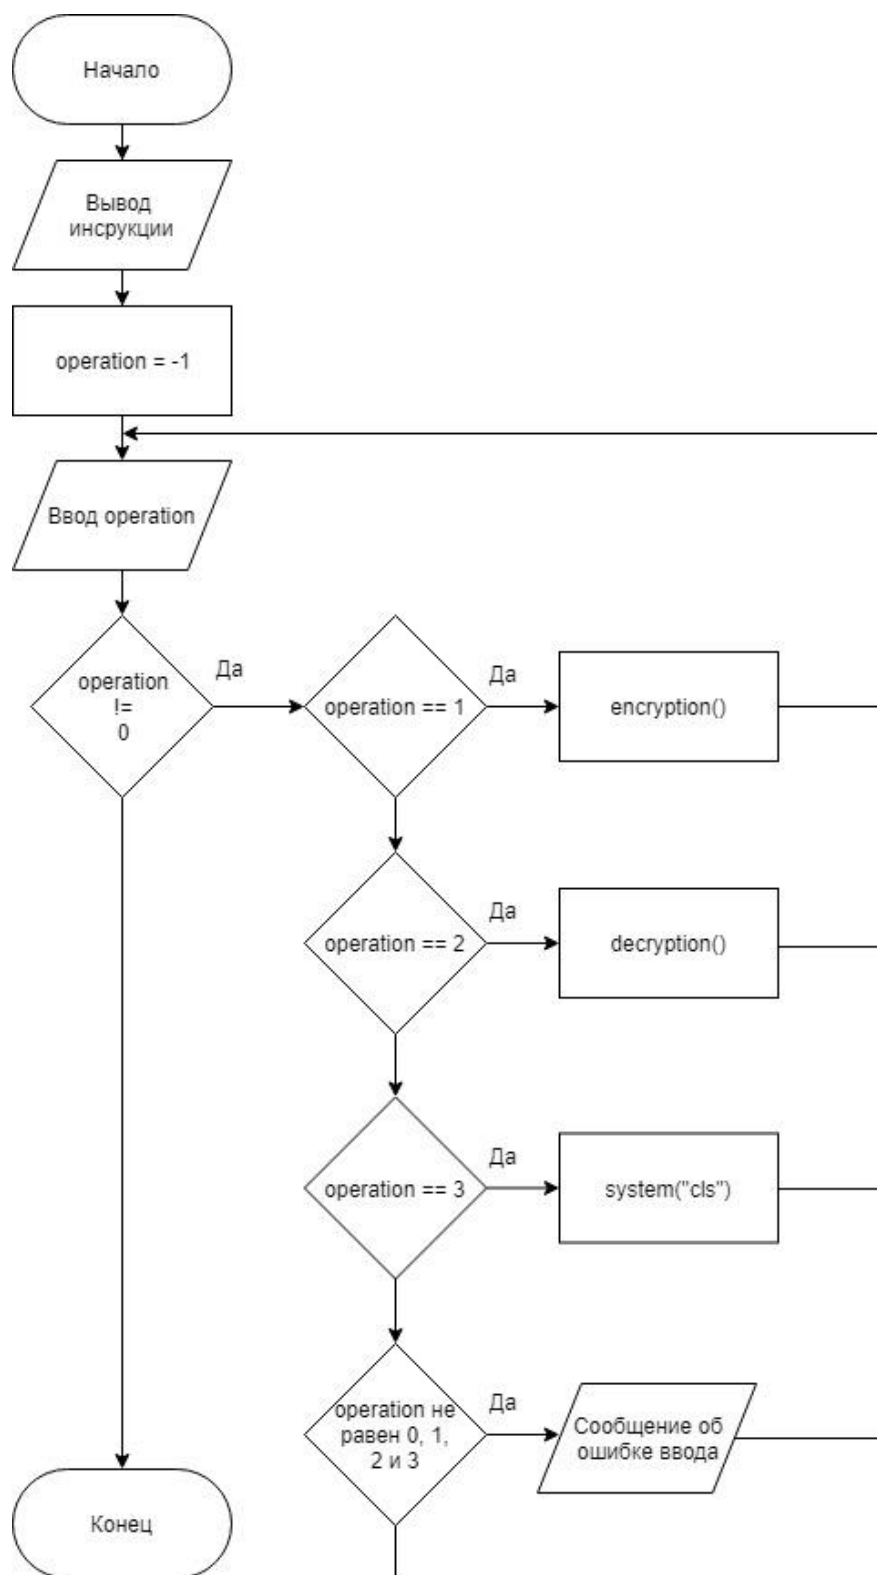 Начало
Вывод
инсрукции
operation = -1
Ввод operation
operation
!=
0
Да
operation == 1
Да
encryption()
operation == 2
Да
decryption()
operation == 3
Да
system("cls")
operation не
равен 0, 1,
2 и 3
Да
Сообщение об
ошибке ввода
Конец